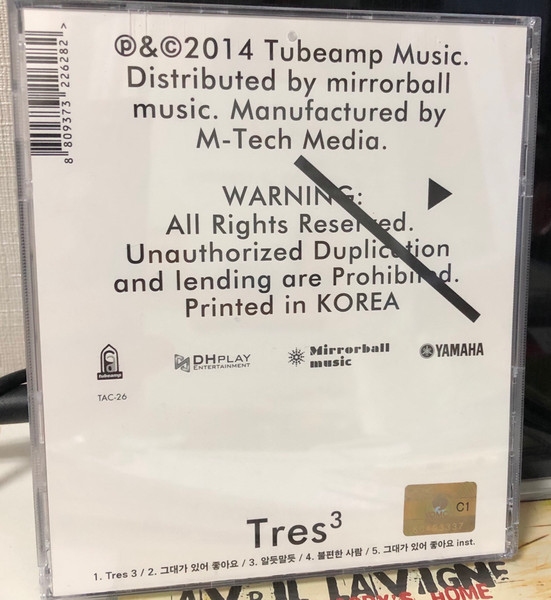 8 809373 226282 >
℗&©2014 Tubeamp Music.
Distributed by mirrorball
music. Manufactured by
M-Tech Media.
WARNING:
All Rights Reserved.
Unauthorized Duplication
and lending are Prohibited.
Printed in KOREA
tubeamp
DHPLAY
ENTERTAINMENT
Mirrorball
music
YAMAHA
TAC-26
C1
Tres³
1. Tres 3 / 2. 그대가 있어 좋아요 / 3. 알듯말듯 / 4. 불편한 사람 / 5. 그대가 있어 좋아요 inst.
AVRIL LAVIGNE
HOME